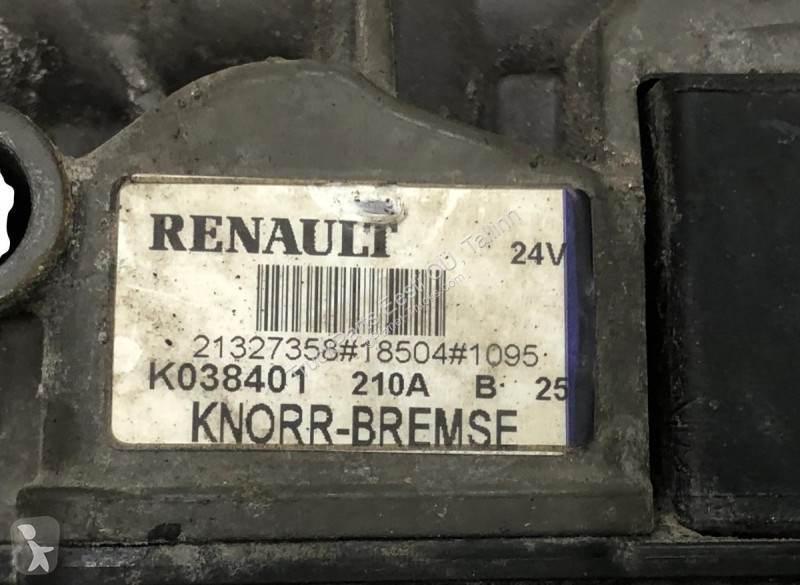 RENAULT
24V
21327358#18504#1095
K038401 210A B 25
KNORR-BREMSE